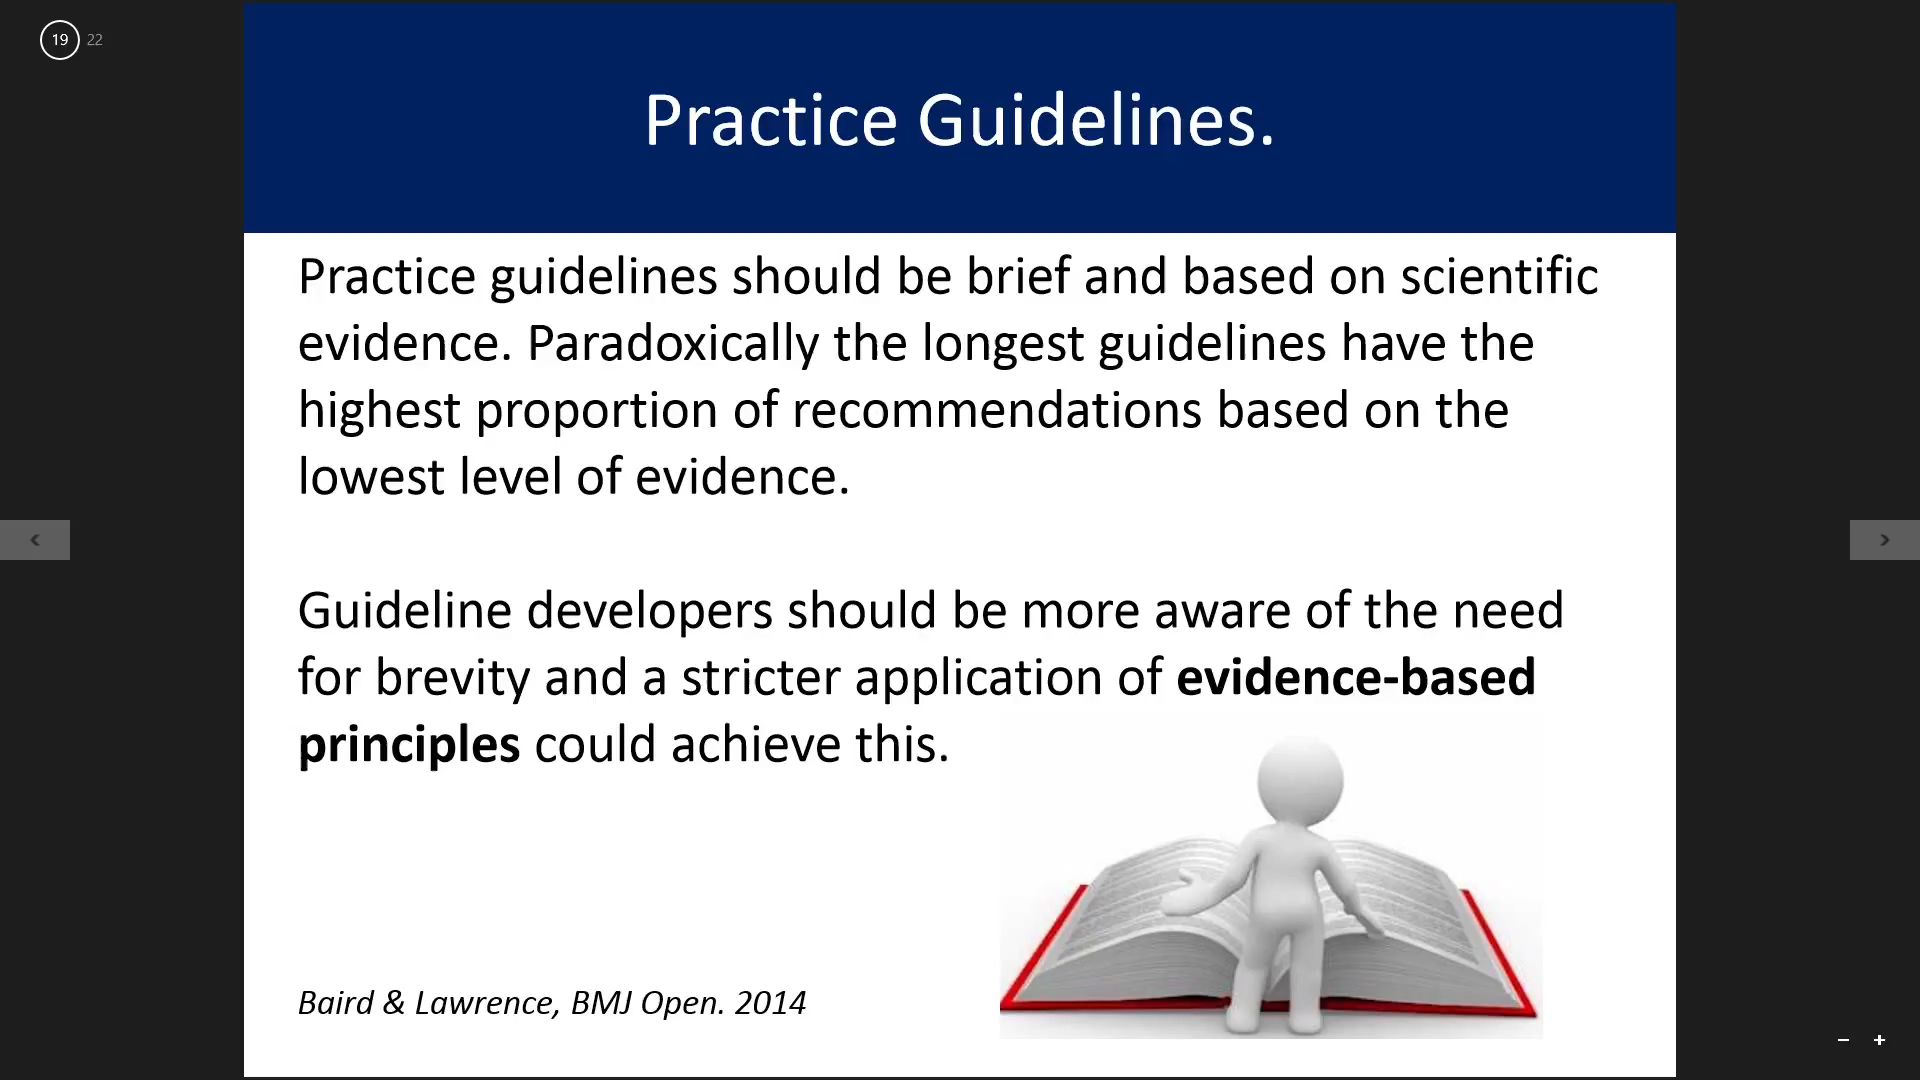 19 22
Practice Guidelines.
Practice guidelines should be brief and based on scientific
evidence. Paradoxically the longest guidelines have the
highest proportion of recommendations based on the
lowest level of evidence.
Guideline developers should be more aware of the need
for brevity and a stricter application of evidence-based
principles could achieve this.
Baird & Lawrence, BMJ Open. 2014